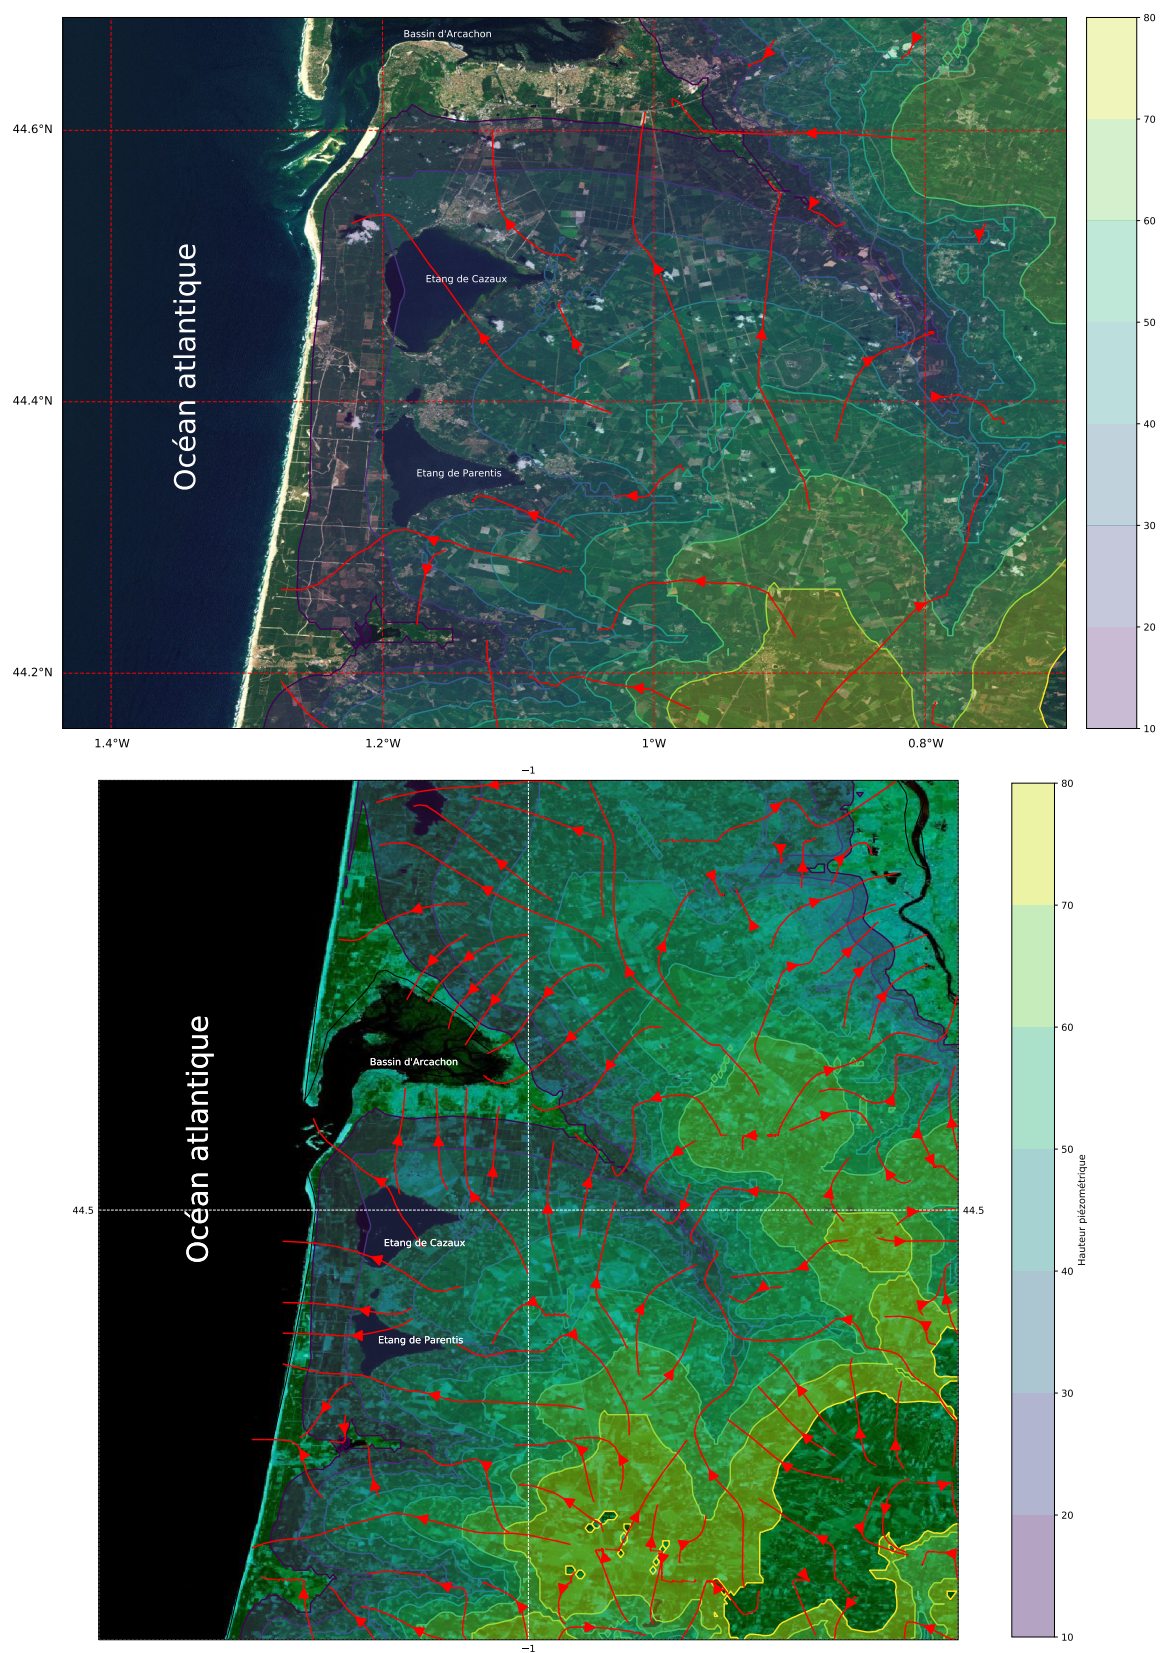 Bassin d'Arcachon
Etang de Cazaux
Etang de Parentis
Océan atlantique
44.6°N
44.4°N
44.2°N
1.4°W
1.2°W
1°W
0.8°W
80
70
60
50
40
30
20
10
−1
Bassin d'Arcachon
Océan atlantique
44.5
44.5
Etang de Cazaux
Etang de Parentis
−1
80
70
60
50
40
30
20
10
Hauteur piézométrique